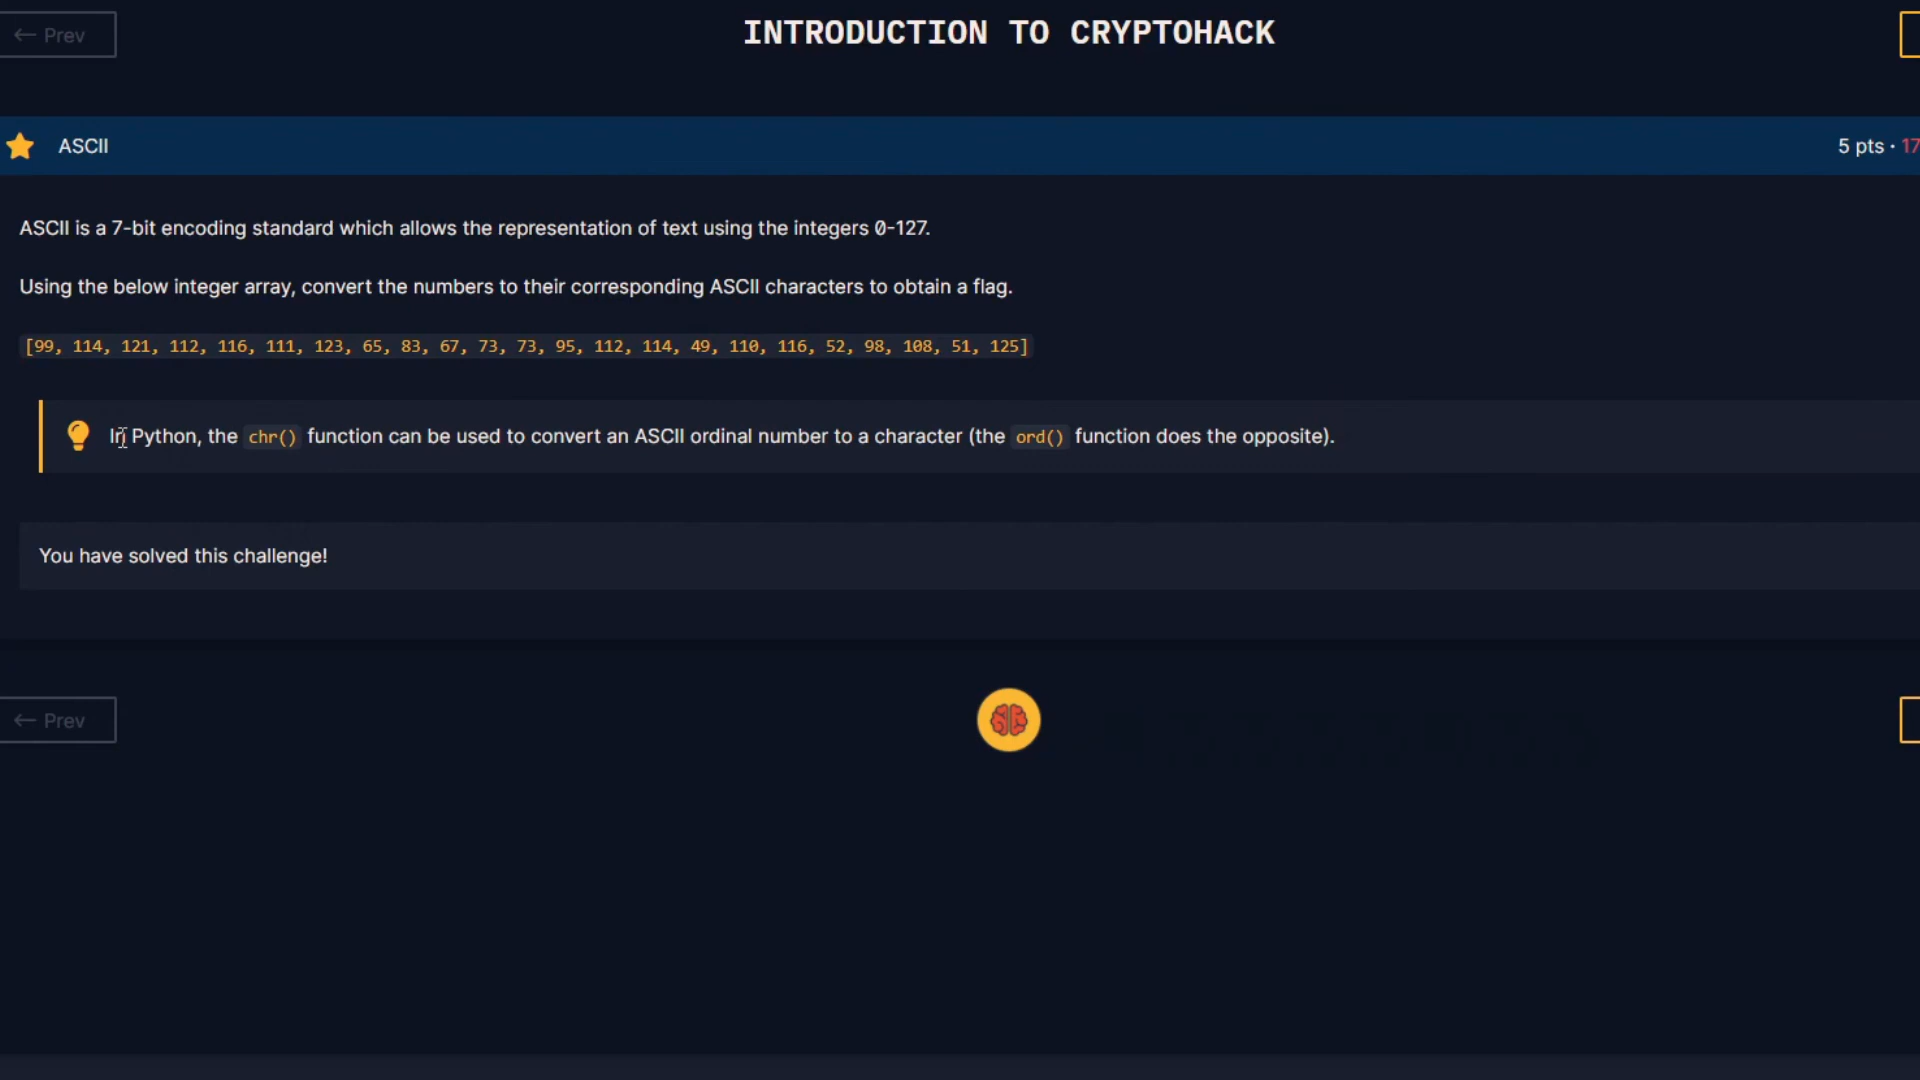 ← Prev
INTRODUCTION TO CRYPTOHACK
ASCII
5 pts · 17
ASCII is a 7-bit encoding standard which allows the representation of text using the integers 0-127.
Using the below integer array, convert the numbers to their corresponding ASCII characters to obtain a flag.
[99, 114, 121, 112, 116, 111, 123, 65, 83, 67, 73, 73, 95, 112, 114, 49, 110, 116, 52, 98, 108, 51, 125]
In Python, the chr() function can be used to convert an ASCII ordinal number to a character (the ord() function does the opposite).
You have solved this challenge!
← Prev